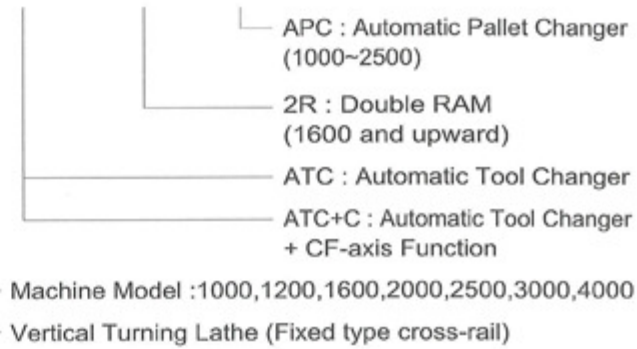 APC : Automatic Pallet Changer
(1000~2500)
2R : Double RAM
(1600 and upward)
ATC : Automatic Tool Changer
ATC+C : Automatic Tool Changer
+ CF-axis Function
Machine Model :1000,1200,1600,2000,2500,3000,4000
Vertical Turning Lathe (Fixed type cross-rail)